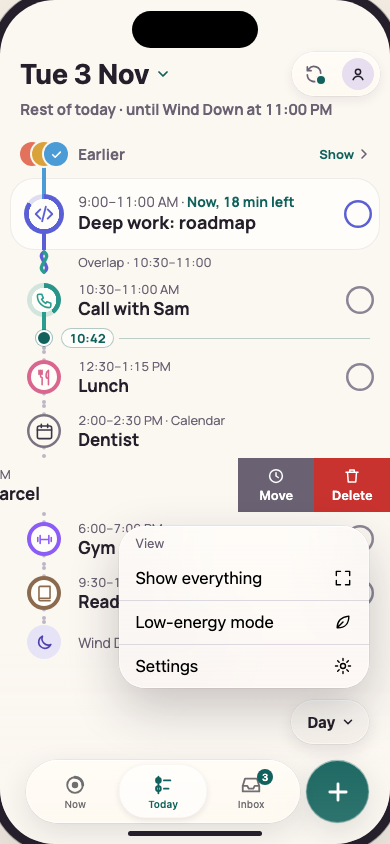 Tue 3 Nov
Rest of today · until Wind Down at 11:00 PM
Earlier
Show
9:00–11:00 AM · Now, 18 min left
Deep work: roadmap
Overlap · 10:30–11:00
10:30–11:00 AM
Call with Sam
10:42
12:30–1:15 PM
Lunch
2:00–2:30 PM · Calendar
Dentist
M
arcel
Move
Delete
6:00–7:00 PM
Gym
View
Show everything
9:30–1
Read
Low-energy mode
Wind D
Settings
Day
Now
Today
Inbox
3